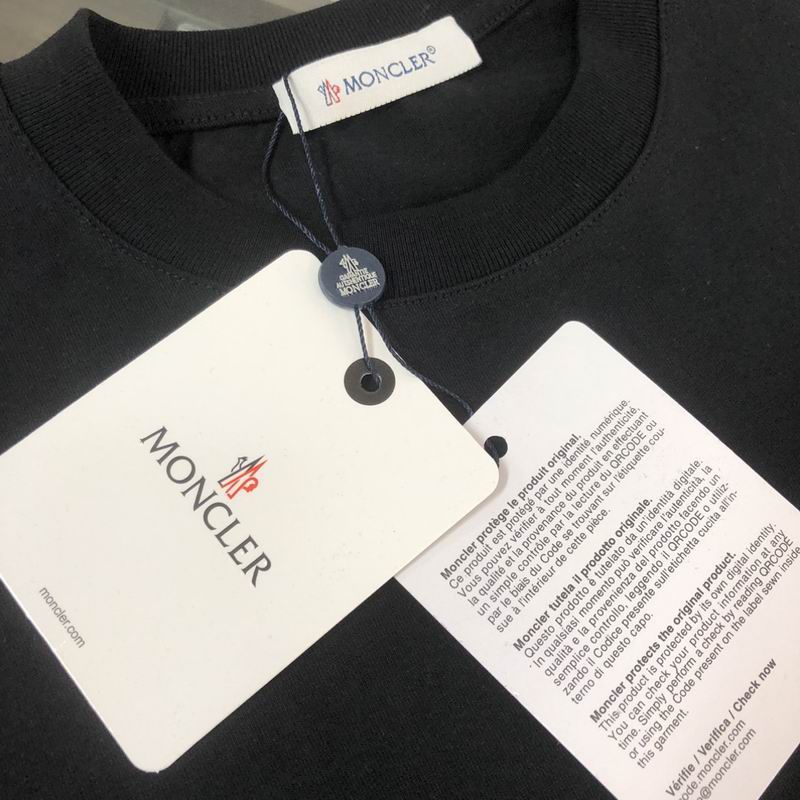 MONCLER®
GARANTIE
AUTHENTIQUE
MONCLER
MONCLER
moncler.com
Moncler protège le produit original.
Ce produit est protégé par une identité numérique.
Vous pouvez vérifier à tout moment l'authenticité,
la qualité et la provenance du produit en effectuant
un simple contrôle par la lecture du QRCODE ou
par le biais du Code se trouvant sur l'étiquette cou-
sue à l'intérieur de cette pièce.
Moncler tutela il prodotto originale.
Questo prodotto è tutelato da un'identità digitale.
In qualsiasi momento può verificare l'autenticità, la
qualità e la provenienza del prodotto facendo un
semplice controllo, leggendo il QRCODE o utiliz-
zando il Codice presente sull'etichetta cucita all'in-
terno di questo capo.
Moncler protects the original product.
This product is protected by its own digital identity.
You can check your product information at any
time. Simply perform a check by reading QRCODE
or using the Code present on the label sewn inside
this garment.
Vérifie / Verifica / Check now
ode.moncler.com
@moncler.com